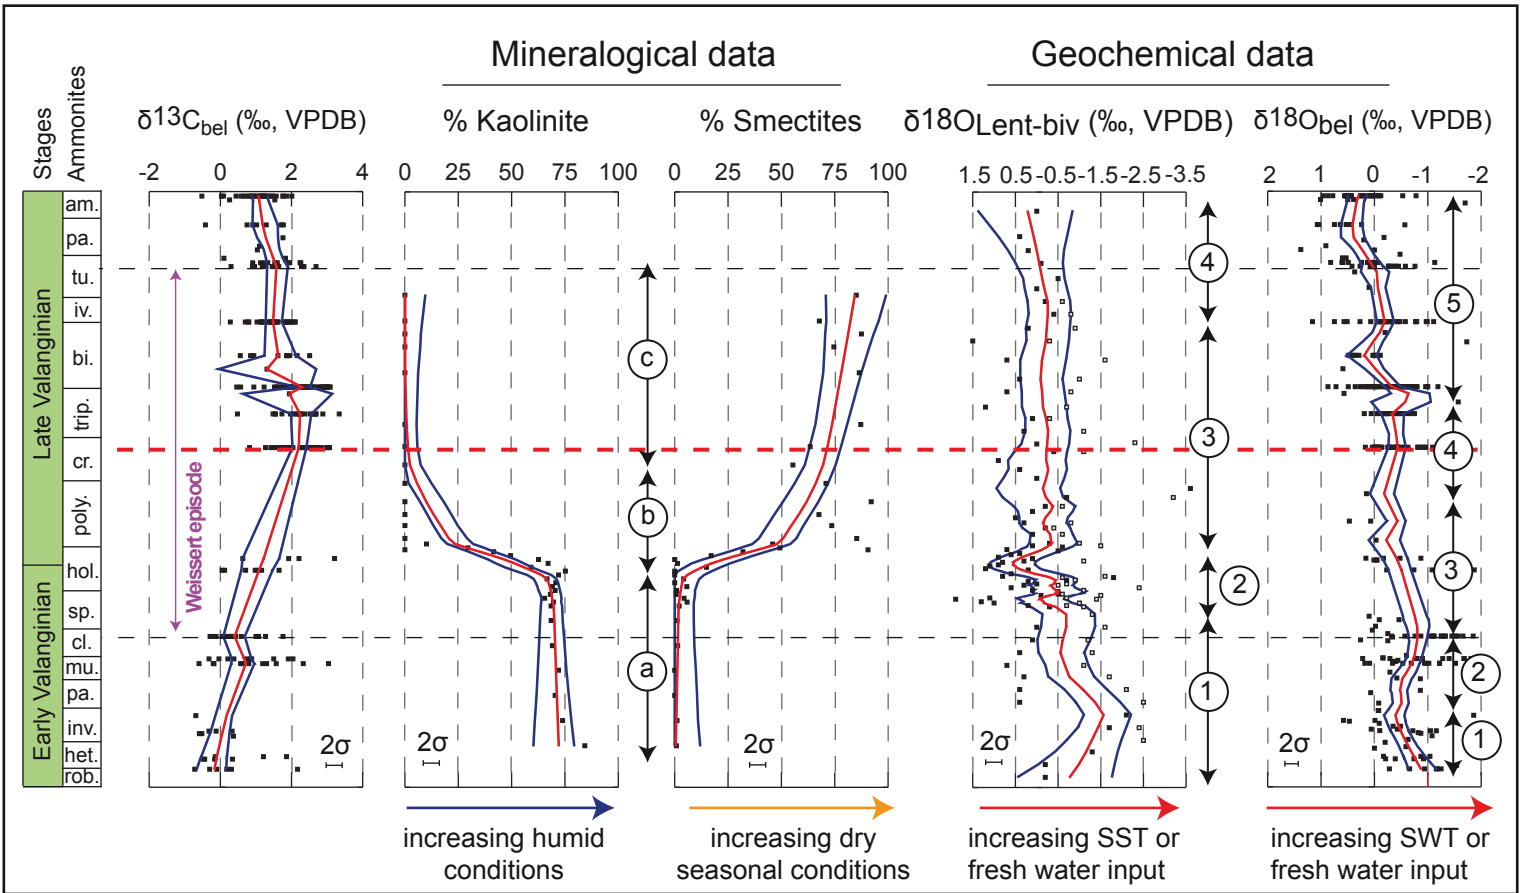 Mineralogical data
Geochemical data
Stages
Ammonites
δ13Cbel (‰, VPDB)
% Kaolinite
% Smectites
δ18OLent-biv (‰, VPDB)
δ18Obel (‰, VPDB)
-2 0 2 4
0 25 50 75 100
0 25 50 75 100
1.5 0.5 -0.5 -1.5 -2.5 -3.5
2 1 0 -1 -2
Late Valanginian
Early Valanginian
am.
pa.
tu.
iv.
bi.
trip.
cr.
poly.
hol.
sp.
cl.
mu.
pa.
inv.
het.
rob.
Weissert episode
c
b
a
4
3
2
1
5
4
3
2
1
2σ
2σ
2σ
2σ
2σ
increasing humid
conditions
increasing dry
seasonal conditions
increasing SST or
fresh water input
increasing SWT or
fresh water input